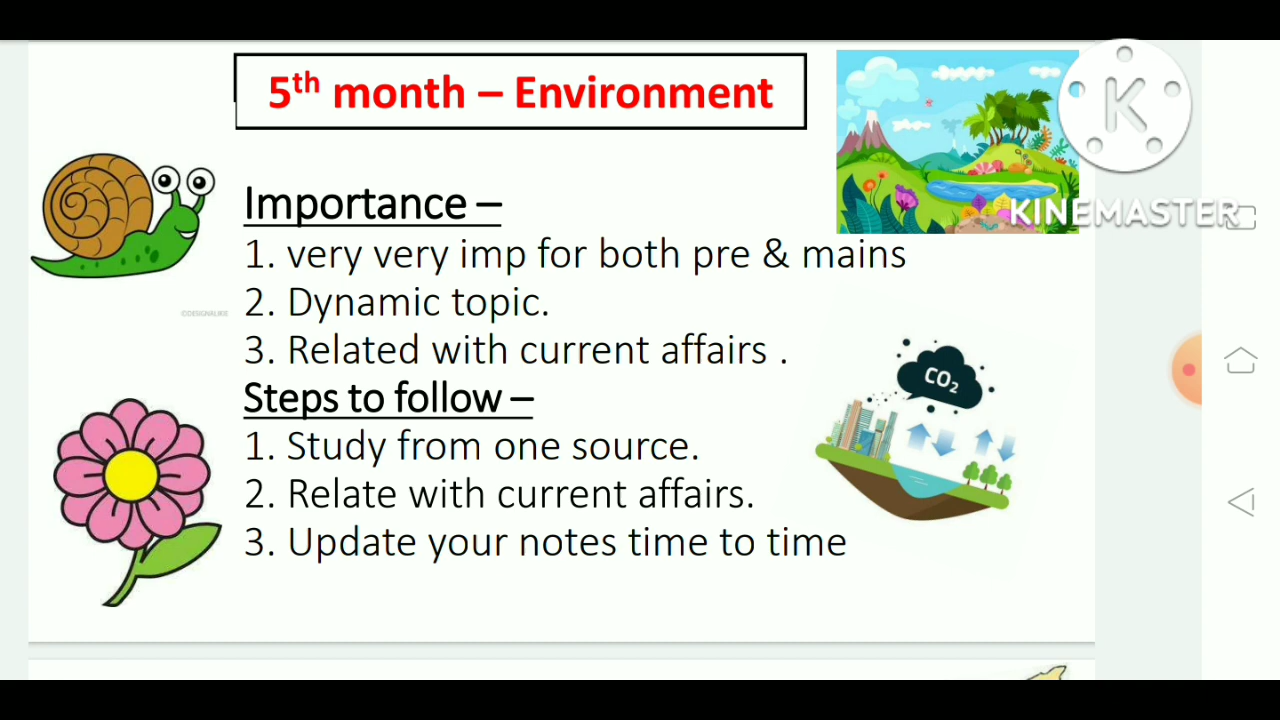 5th month – Environment
K
KINEMASTER
Importance –
1. very very imp for both pre & mains
2. Dynamic topic.
3. Related with current affairs .
CO2
Steps to follow –
1. Study from one source.
2. Relate with current affairs.
3. Update your notes time to time